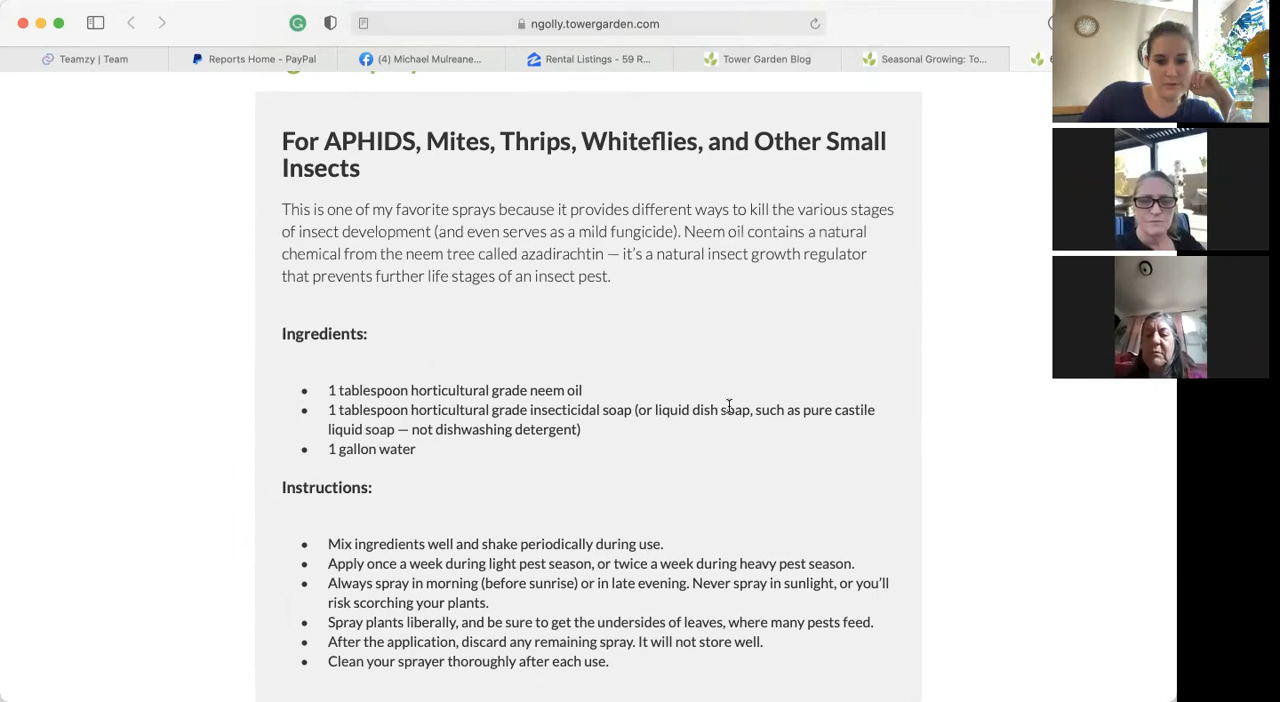 ngolly.towergarden.com
Teamzy | Team
Reports Home - PayPal
(4) Michael Mulreane...
Rental Listings - 59 R...
Tower Garden Blog
Seasonal Growing: To...
For APHIDS, Mites, Thrips, Whiteflies, and Other Small
Insects
This is one of my favorite sprays because it provides different ways to kill the various stages
of insect development (and even serves as a mild fungicide). Neem oil contains a natural
chemical from the neem tree called azadirachtin — it’s a natural insect growth regulator
that prevents further life stages of an insect pest.
Ingredients:
• 1 tablespoon horticultural grade neem oil
• 1 tablespoon horticultural grade insecticidal soap (or liquid dish soap, such as pure castile
liquid soap — not dishwashing detergent)
• 1 gallon water
Instructions:
• Mix ingredients well and shake periodically during use.
• Apply once a week during light pest season, or twice a week during heavy pest season.
• Always spray in morning (before sunrise) or in late evening. Never spray in sunlight, or you’ll
risk scorching your plants.
• Spray plants liberally, and be sure to get the undersides of leaves, where many pests feed.
• After the application, discard any remaining spray. It will not store well.
• Clean your sprayer thoroughly after each use.